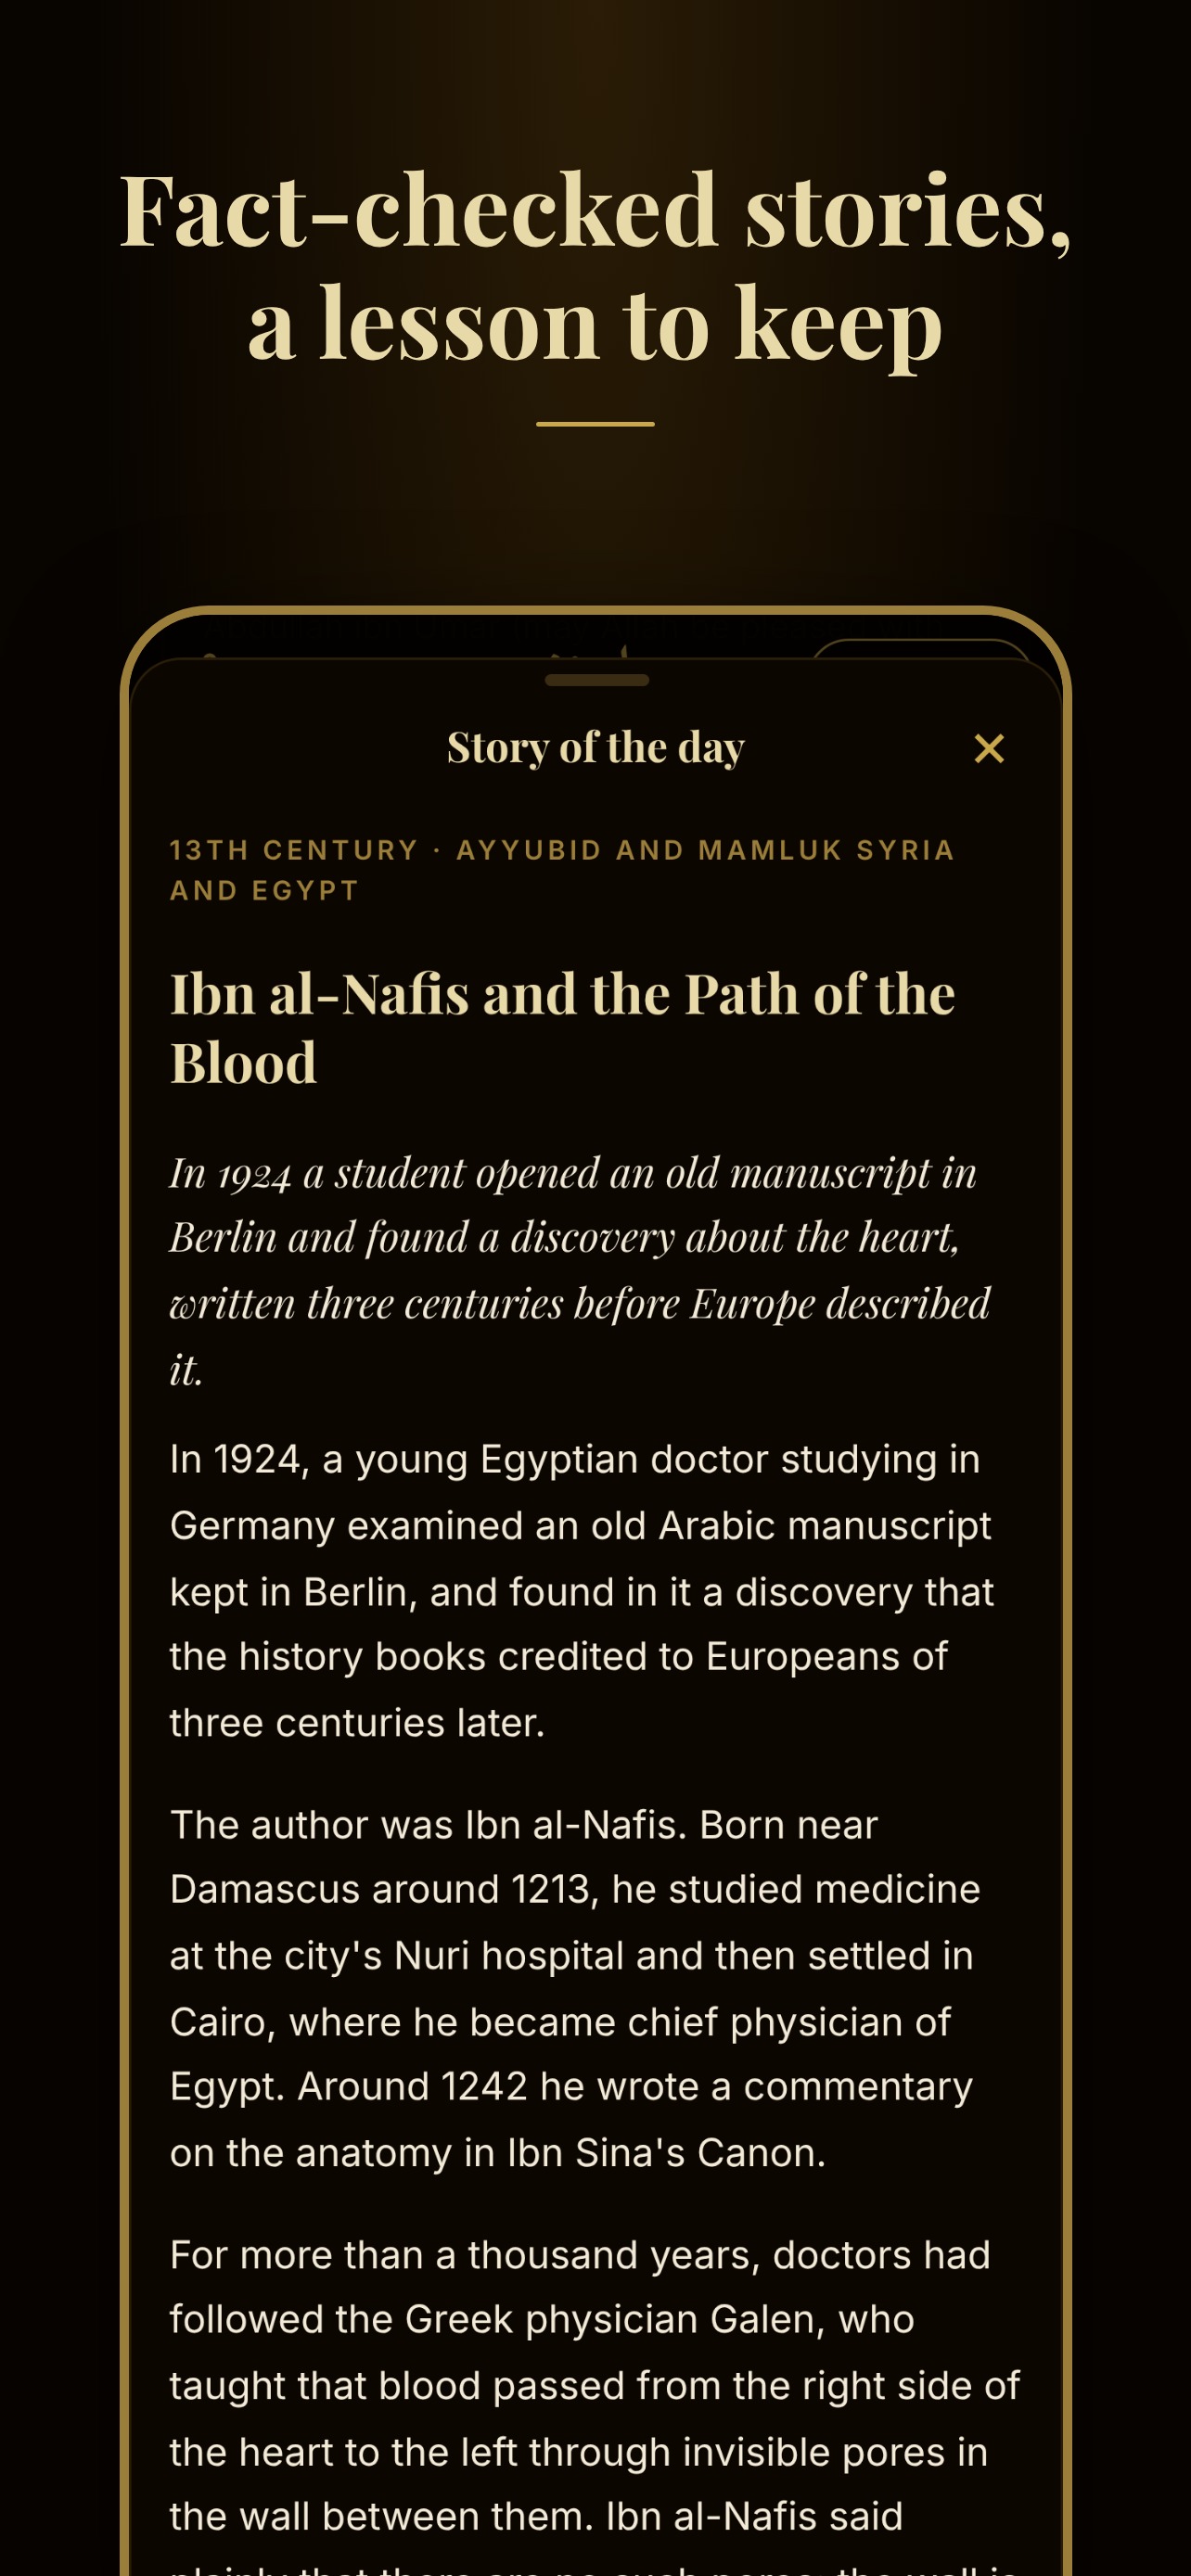 Fact-checked stories,
a lesson to keep
Story of the day
13TH CENTURY · AYYUBID AND MAMLUK SYRIA
AND EGYPT
Ibn al-Nafis and the Path of the
Blood
In 1924 a student opened an old manuscript in
Berlin and found a discovery about the heart,
written three centuries before Europe described
it.
In 1924, a young Egyptian doctor studying in
Germany examined an old Arabic manuscript
kept in Berlin, and found in it a discovery that
the history books credited to Europeans of
three centuries later.
The author was Ibn al-Nafis. Born near
Damascus around 1213, he studied medicine
at the city's Nuri hospital and then settled in
Cairo, where he became chief physician of
Egypt. Around 1242 he wrote a commentary
on the anatomy in Ibn Sina's Canon.
For more than a thousand years, doctors had
followed the Greek physician Galen, who
taught that blood passed from the right side of
the heart to the left through invisible pores in
the wall between them. Ibn al-Nafis said